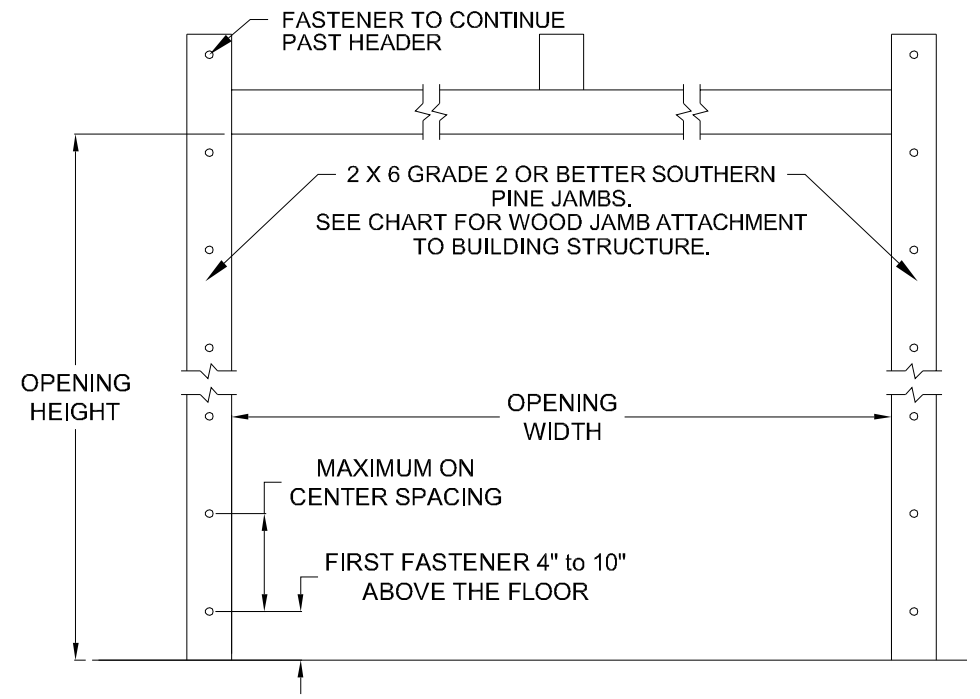 FASTENER TO CONTINUE
PAST HEADER
2 X 6 GRADE 2 OR BETTER SOUTHERN
PINE JAMBS.
SEE CHART FOR WOOD JAMB ATTACHMENT
TO BUILDING STRUCTURE.
OPENING
HEIGHT
OPENING
WIDTH
MAXIMUM ON
CENTER SPACING
FIRST FASTENER 4" to 10"
ABOVE THE FLOOR